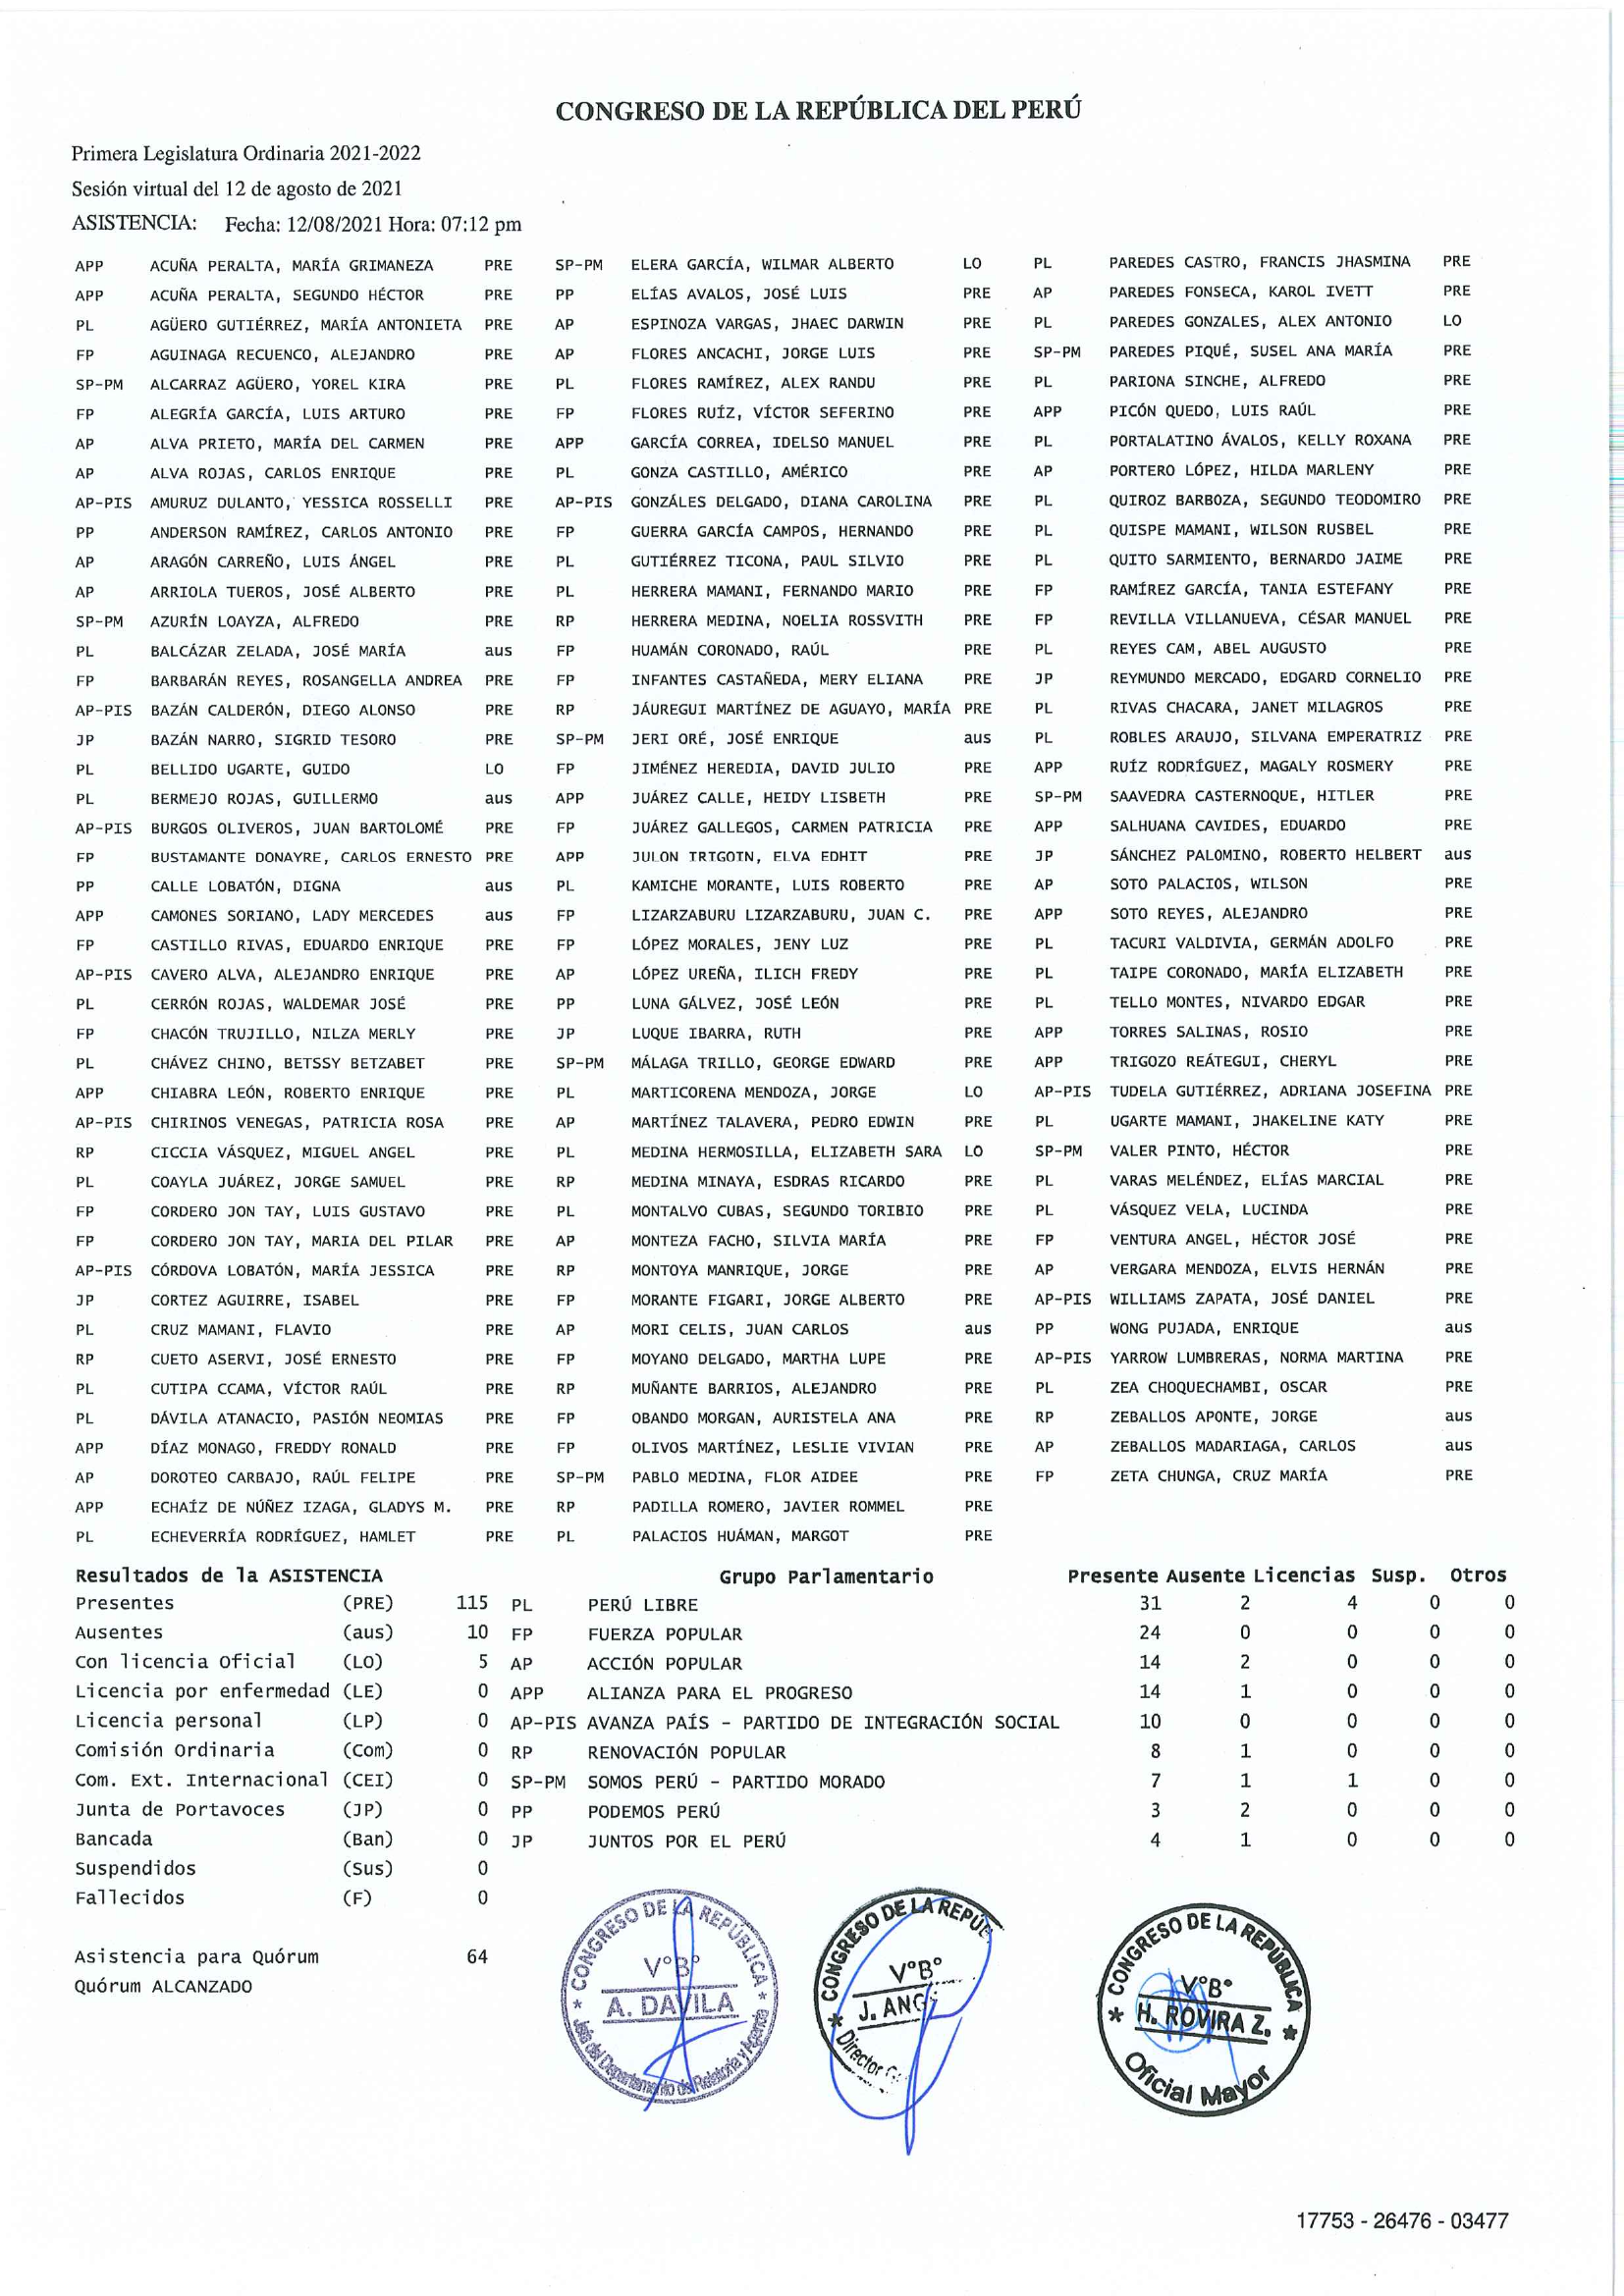 CONGRESO DE LA REPÚBLICA DEL PERÚ
Primera Legislatura Ordinaria 2021-2022
Sesión virtual del 12 de agosto de 2021
ASISTENCIA: Fecha: 12/08/2021 Hora: 07:12 pm
APP ACUÑA PERALTA, MARÍA GRIMANEZA PRE SP-PM ELERA GARCÍA, WILMAR ALBERTO LO PL PAREDES CASTRO, FRANCIS JHASMINA PRE
APP ACUÑA PERALTA, SEGUNDO HÉCTOR PRE PP ELÍAS AVALOS, JOSÉ LUIS PRE AP PAREDES FONSECA, KAROL IVETT PRE
PL AGÜERO GUTIÉRREZ, MARÍA ANTONIETA PRE AP ESPINOZA VARGAS, JHAEC DARWIN PRE PL PAREDES GONZALES, ALEX ANTONIO LO
FP AGUINAGA RECUENCO, ALEJANDRO PRE AP FLORES ANCACHI, JORGE LUIS PRE SP-PM PAREDES PIQUÉ, SUSEL ANA MARÍA PRE
SP-PM ALCARRAZ AGÜERO, YOREL KIRA PRE PL FLORES RAMÍREZ, ALEX RANDU PRE PL PARIONA SINCHE, ALFREDO PRE
FP ALEGRÍA GARCÍA, LUIS ARTURO PRE FP FLORES RUÍZ, VÍCTOR SEFERINO PRE APP PICÓN QUEDO, LUIS RAÚL PRE
AP ALVA PRIETO, MARÍA DEL CARMEN PRE APP GARCÍA CORREA, IDELSO MANUEL PRE PL PORTALATINO ÁVALOS, KELLY ROXANA PRE
AP ALVA ROJAS, CARLOS ENRIQUE PRE PL GONZA CASTILLO, AMÉRICO PRE AP PORTERO LÓPEZ, HILDA MARLENY PRE
AP-PIS AMURUZ DULANTO, YESSICA ROSSELLI PRE AP-PIS GONZÁLES DELGADO, DIANA CAROLINA PRE PL QUIROZ BARBOZA, SEGUNDO TEODOMIRO PRE
PP ANDERSON RAMÍREZ, CARLOS ANTONIO PRE FP GUERRA GARCÍA CAMPOS, HERNANDO PRE PL QUISPE MAMANI, WILSON RUSBEL PRE
AP ARAGÓN CARREÑO, LUIS ÁNGEL PRE PL GUTIÉRREZ TICONA, PAUL SILVIO PRE PL QUITO SARMIENTO, BERNARDO JAIME PRE
AP ARRIOLA TUEROS, JOSÉ ALBERTO PRE PL HERRERA MAMANI, FERNANDO MARIO PRE FP RAMÍREZ GARCÍA, TANIA ESTEFANY PRE
SP-PM AZURÍN LOAYZA, ALFREDO PRE RP HERRERA MEDINA, NOELIA ROSSVITH PRE FP REVILLA VILLANUEVA, CÉSAR MANUEL PRE
PL BALCÁZAR ZELADA, JOSÉ MARÍA aus FP HUAMÁN CORONADO, RAÚL PRE PL REYES CAM, ABEL AUGUSTO PRE
FP BARBARÁN REYES, ROSANGELLA ANDREA PRE FP INFANTES CASTAÑEDA, MERY ELIANA PRE JP REYMUNDO MERCADO, EDGARD CORNELIO PRE
AP-PIS BAZÁN CALDERÓN, DIEGO ALONSO PRE RP JÁUREGUI MARTÍNEZ DE AGUAYO, MARÍA PRE PL RIVAS CHACARA, JANET MILAGROS PRE
JP BAZÁN NARRO, SIGRID TESORO PRE SP-PM JERI ORÉ, JOSÉ ENRIQUE aus PL ROBLES ARAUJO, SILVANA EMPERATRIZ PRE
PL BELLIDO UGARTE, GUIDO LO FP JIMÉNEZ HEREDIA, DAVID JULIO PRE APP RUÍZ RODRÍGUEZ, MAGALY ROSMERY PRE
PL BERMEJO ROJAS, GUILLERMO aus APP JUÁREZ CALLE, HEIDY LISBETH PRE SP-PM SAAVEDRA CASTERNOQUE, HITLER PRE
AP-PIS BURGOS OLIVEROS, JUAN BARTOLOMÉ PRE FP JUÁREZ GALLEGOS, CARMEN PATRICIA PRE APP SALHUANA CAVIDES, EDUARDO PRE
FP BUSTAMANTE DONAYRE, CARLOS ERNESTO PRE APP JULON IRIGOIN, ELVA EDHIT PRE JP SÁNCHEZ PALOMINO, ROBERTO HELBERT aus
PP CALLE LOBATÓN, DIGNA aus PL KAMICHE MORANTE, LUIS ROBERTO PRE AP SOTO PALACIOS, WILSON PRE
APP CAMONES SORIANO, LADY MERCEDES aus FP LIZARZABURU LIZARZABURU, JUAN C. PRE APP SOTO REYES, ALEJANDRO PRE
FP CASTILLO RIVAS, EDUARDO ENRIQUE PRE FP LÓPEZ MORALES, JENY LUZ PRE PL TACURI VALDIVIA, GERMÁN ADOLFO PRE
AP-PIS CAVERO ALVA, ALEJANDRO ENRIQUE PRE AP LÓPEZ UREÑA, ILICH FREDY PRE PL TAIPE CORONADO, MARÍA ELIZABETH PRE
PL CERRÓN ROJAS, WALDEMAR JOSÉ PRE PP LUNA GÁLVEZ, JOSÉ LEÓN PRE PL TELLO MONTES, NIVARDO EDGAR PRE
FP CHACÓN TRUJILLO, NILZA MERLY PRE JP LUQUE IBARRA, RUTH PRE APP TORRES SALINAS, ROSIO PRE
PL CHÁVEZ CHINO, BETSSY BETZABET PRE SP-PM MÁLAGA TRILLO, GEORGE EDWARD PRE APP TRIGOZO REÁTEGUI, CHERYL PRE
APP CHIABRA LEÓN, ROBERTO ENRIQUE PRE PL MARTICORENA MENDOZA, JORGE LO AP-PIS TUDELA GUTIÉRREZ, ADRIANA JOSEFINA PRE
AP-PIS CHIRINOS VENEGAS, PATRICIA ROSA PRE AP MARTÍNEZ TALAVERA, PEDRO EDWIN PRE PL UGARTE MAMANI, JHAKELINE KATY PRE
RP CICCIA VÁSQUEZ, MIGUEL ANGEL PRE PL MEDINA HERMOSILLA, ELIZABETH SARA LO SP-PM VALER PINTO, HÉCTOR PRE
PL COAYLA JUÁREZ, JORGE SAMUEL PRE RP MEDINA MINAYA, ESDRAS RICARDO PRE PL VARAS MELÉNDEZ, ELÍAS MARCIAL PRE
FP CORDERO JON TAY, LUIS GUSTAVO PRE PL MONTALVO CUBAS, SEGUNDO TORIBIO PRE PL VÁSQUEZ VELA, LUCINDA PRE
FP CORDERO JON TAY, MARIA DEL PILAR PRE AP MONTEZA FACHO, SILVIA MARÍA PRE FP VENTURA ANGEL, HÉCTOR JOSÉ PRE
AP-PIS CÓRDOVA LOBATÓN, MARÍA JESSICA PRE RP MONTOYA MANRIQUE, JORGE PRE AP VERGARA MENDOZA, ELVIS HERNÁN PRE
JP CORTEZ AGUIRRE, ISABEL PRE FP MORANTE FIGARI, JORGE ALBERTO PRE AP-PIS WILLIAMS ZAPATA, JOSÉ DANIEL PRE
PL CRUZ MAMANI, FLAVIO PRE AP MORI CELIS, JUAN CARLOS aus PP WONG PUJADA, ENRIQUE aus
RP CUETO ASERVI, JOSÉ ERNESTO PRE FP MOYANO DELGADO, MARTHA LUPE PRE AP-PIS YARROW LUMBRERAS, NORMA MARTINA PRE
PL CUTIPA CCAMA, VÍCTOR RAÚL PRE RP MUÑANTE BARRIOS, ALEJANDRO PRE PL ZEA CHOQUECHAMBI, OSCAR PRE
PL DÁVILA ATANACIO, PASIÓN NEOMIAS PRE FP OBANDO MORGAN, AURISTELA ANA PRE RP ZEBALLOS APONTE, JORGE aus
APP DÍAZ MONAGO, FREDDY RONALD PRE FP OLIVOS MARTÍNEZ, LESLIE VIVIAN PRE AP ZEBALLOS MADARIAGA, CARLOS aus
AP DOROTEO CARBAJO, RAÚL FELIPE PRE SP-PM PABLO MEDINA, FLOR AIDEE PRE FP ZETA CHUNGA, CRUZ MARÍA PRE
APP ECHAÍZ DE NÚÑEZ IZAGA, GLADYS M. PRE RP PADILLA ROMERO, JAVIER ROMMEL PRE
PL ECHEVERRÍA RODRÍGUEZ, HAMLET PRE PL PALACIOS HUÁMAN, MARGOT PRE
Resultados de la ASISTENCIA Grupo Parlamentario Presente Ausente Licencias Susp. Otros
Presentes (PRE) 115 PL PERÚ LIBRE 31 2 4 0 0
Ausentes (aus) 10 FP FUERZA POPULAR 24 0 0 0 0
Con licencia Oficial (LO) 5 AP ACCIÓN POPULAR 14 2 0 0 0
Licencia por enfermedad (LE) 0 APP ALIANZA PARA EL PROGRESO 14 1 0 0 0
Licencia personal (LP) 0 AP-PIS AVANZA PAÍS - PARTIDO DE INTEGRACIÓN SOCIAL 10 0 0 0 0
Comisión Ordinaria (Com) 0 RP RENOVACIÓN POPULAR 8 1 0 0 0
Com. Ext. Internacional (CEI) 0 SP-PM SOMOS PERÚ - PARTIDO MORADO 7 1 1 0 0
Junta de Portavoces (JP) 0 PP PODEMOS PERÚ 3 2 0 0 0
Bancada (Ban) 0 JP JUNTOS POR EL PERÚ 4 1 0 0 0
Suspendidos (Sus) 0
Fallecidos (F) 0
Asistencia para Quórum 64
Quórum ALCANZADO
CONGRESO DE LA REPÚBLICA
V°B°
A. DAVILA
Jefe del Departamento de Relatoría y Agenda
CONGRESO DE LA REPÚ
V°B°
J. ANG
Director
CONGRESO DE LA REPÚBLICA
V°B°
H. ROVIRA Z.
Oficial Mayor
17753 - 26476 - 03477